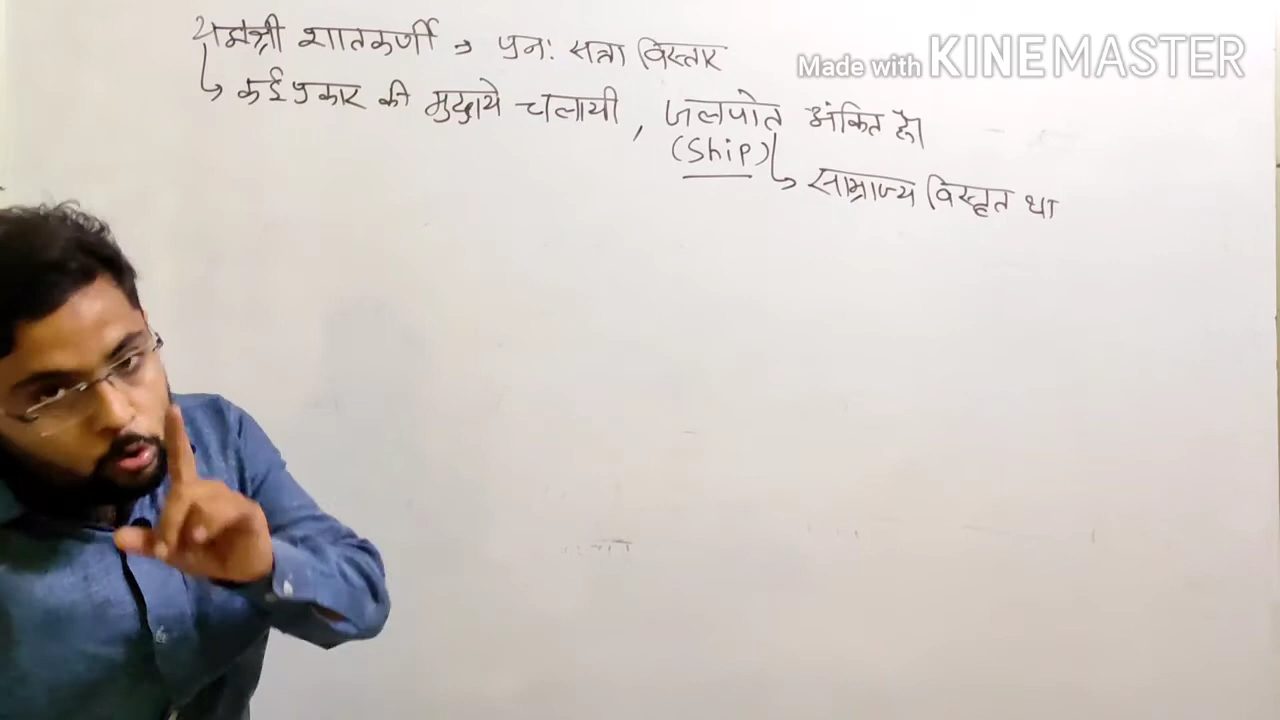 यज्ञश्री शातकर्णी → पुनः सत्ता विस्तार
Made with KINEMASTER
↳ कई प्रकार की मुद्राये चलायी, जलपोत अंकित है।
(Ship)
↳ साम्राज्य विस्तृत था